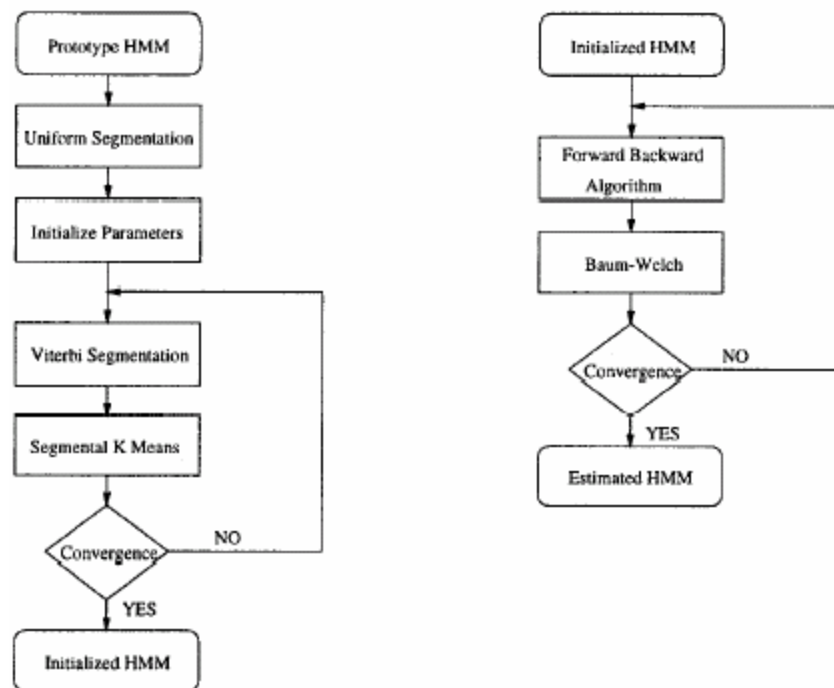 Prototype HMM
Uniform Segmentation
Initialize Parameters
Viterbi Segmentation
Segmental K Means
Convergence
NO
YES
Initialized HMM
Initialized HMM
Forward Backward
Algorithm
Baum-Welch
Convergence
NO
YES
Estimated HMM